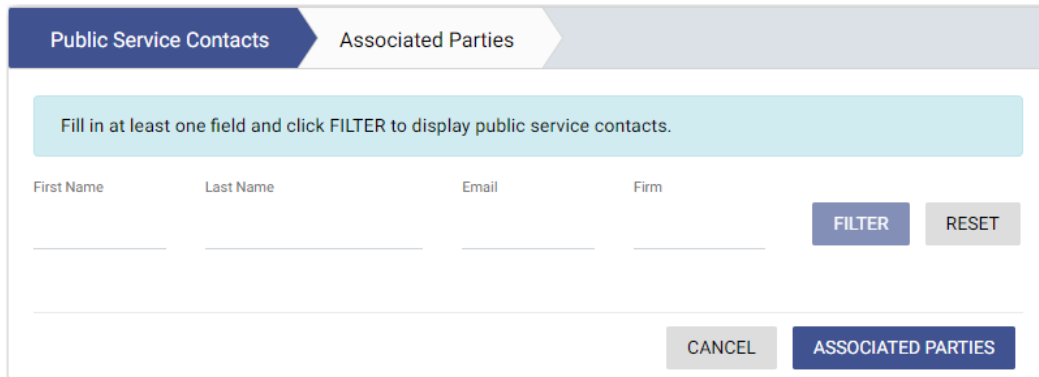 Public Service Contacts
Associated Parties
Fill in at least one field and click FILTER to display public service contacts.
First Name
Last Name
Email
Firm
FILTER
RESET
CANCEL
ASSOCIATED PARTIES